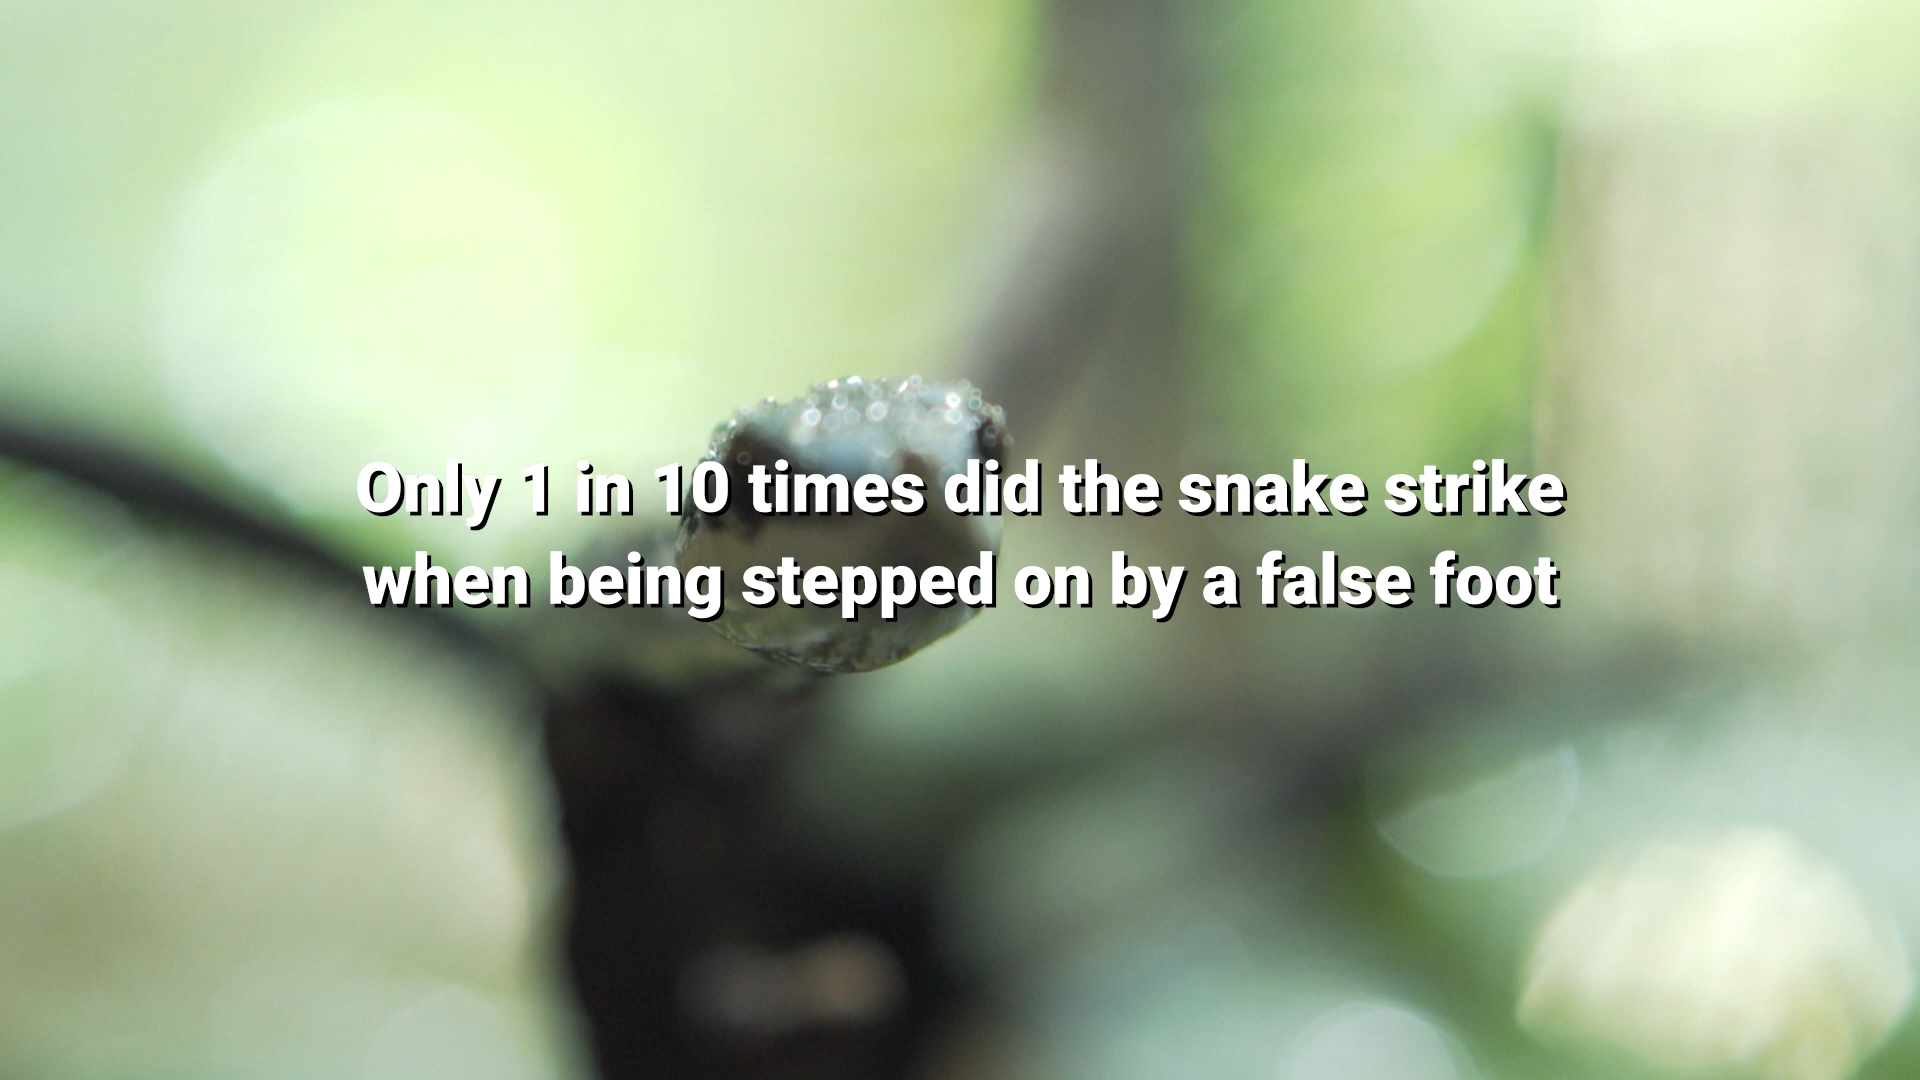 Only 1 in 10 times did the snake strike
when being stepped on by a false foot